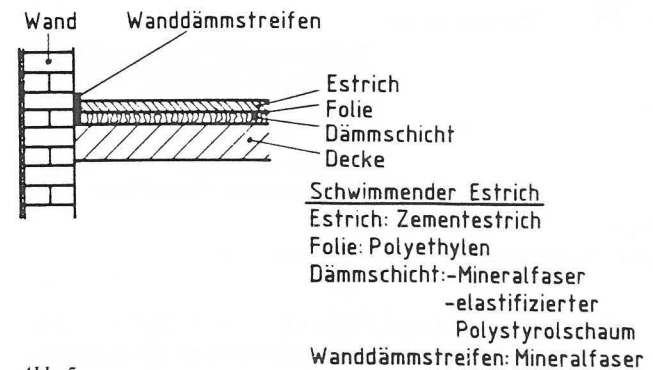 Wand Wanddämmstreifen
Estrich
Folie
Dämmschicht
Decke
Schwimmender Estrich
Estrich: Zementestrich
Folie: Polyethylen
Dämmschicht:-Mineralfaser
-elastifizierter
Polystyrolschaum
Wanddämmstreifen: Mineralfaser